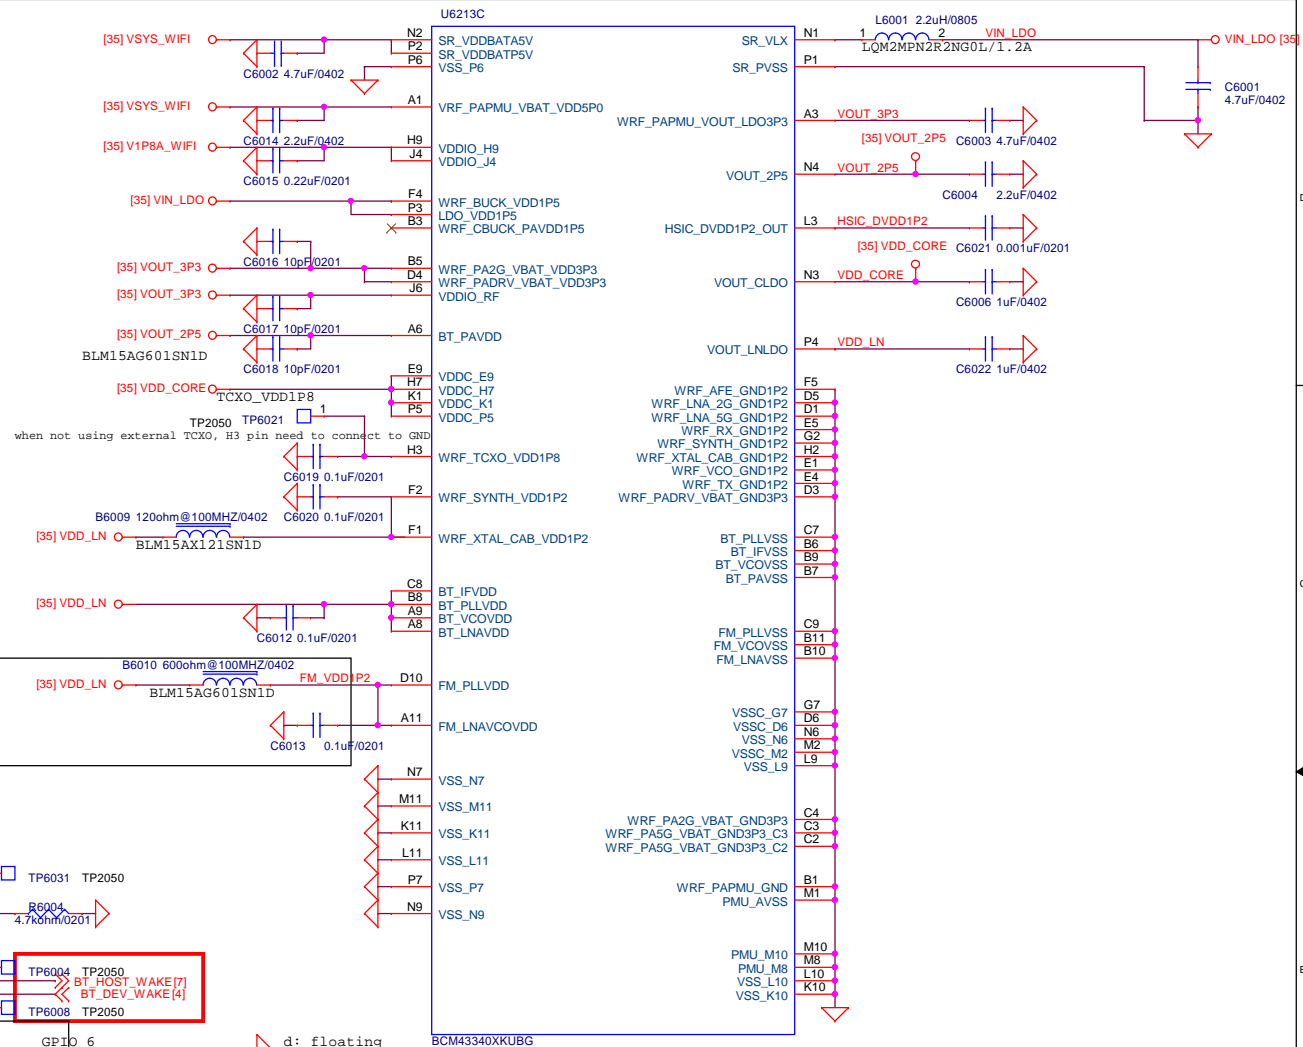 U6213C
[35] VSYS_WIFI
N2
SR_VDDBATA5V
P2
SR_VDDBATP5V
P6
VSS_P6
C6002 4.7uF/0402
[35] VSYS_WIFI
A1
VRF_PAPMU_VBAT_VDD5P0
C6014 2.2uF/0402
[35] V1P8A_WIFI
H9
VDDIO_H9
J4
VDDIO_J4
C6015 0.22uF/0201
[35] VIN_LDO
F4
WRF_BUCK_VDD1P5
P3
LDO_VDD1P5
B3
WRF_CBUCK_PAVDD1P5
C6016 10pF/0201
[35] VOUT_3P3
B5
WRF_PA2G_VBAT_VDD3P3
D4
WRF_PADRV_VBAT_VDD3P3
[35] VOUT_3P3
J6
VDDIO_RF
C6017 10pF/0201
[35] VOUT_2P5
A6
BT_PAVDD
BLM15AG601SN1D
C6018 10pF/0201
[35] VDD_CORE
TCXO_VDD1P8
E9
VDDC_E9
H7
VDDC_H7
K1
VDDC_K1
P5
VDDC_P5
TP2050
TP6021
1
when not using external TCXO, H3 pin need to connect to GND
H3
WRF_TCXO_VDD1P8
C6019 0.1uF/0201
F2
WRF_SYNTH_VDD1P2
C6020 0.1uF/0201
B6009 120ohm@100MHZ/0402
[35] VDD_LN
BLM15AX121SN1D
F1
WRF_XTAL_CAB_VDD1P2
C8
BT_IFVDD
[35] VDD_LN
B8
BT_PLLVDD
A9
BT_VCOVDD
A8
BT_LNAVDD
C6012 0.1uF/0201
B6010 600ohm@100MHZ/0402
[35] VDD_LN
BLM15AG601SN1D
FM_VDD1P2
D10
FM_PLLVDD
A11
FM_LNAVCOVDD
C6013 0.1uF/0201
N7
VSS_N7
M11
VSS_M11
K11
VSS_K11
L11
VSS_L11
P7
VSS_P7
N9
VSS_N9
TP6031 TP2050
R6004
4.7kohm/0201
TP6004 TP2050
BT_HOST_WAKE[7]
BT_DEV_WAKE[4]
TP6008 TP2050
GPIO 6
d: floating
BCM43340XKUBG
SR_VLX
N1
1
L6001 2.2uH/0805
2
LQM2MPN2R2NG0L/1.2A
VIN_LDO
VIN_LDO [35]
SR_PVSS
P1
C6001
4.7uF/0402
WRF_PAPMU_VOUT_LDO3P3
A3
VOUT_3P3
C6003 4.7uF/0402
[35] VOUT_2P5
VOUT_2P5
N4
VOUT_2P5
C6004 2.2uF/0402
HSIC_DVDD1P2_OUT
L3
HSIC_DVDD1P2
C6021 0.001uF/0201
[35] VDD_CORE
VOUT_CLDO
N3
VDD_CORE
C6006 1uF/0402
VOUT_LNLDO
P4
VDD_LN
C6022 1uF/0402
WRF_AFE_GND1P2
F5
WRF_LNA_2G_GND1P2
D5
WRF_LNA_5G_GND1P2
D1
WRF_RX_GND1P2
E5
WRF_SYNTH_GND1P2
G2
WRF_XTAL_CAB_GND1P2
H2
WRF_VCO_GND1P2
E1
WRF_TX_GND1P2
E4
WRF_PADRV_VBAT_GND3P3
D3
BT_PLLVSS
C7
BT_IFVSS
B6
BT_VCOVSS
B9
BT_PAVSS
B7
FM_PLLVSS
C9
FM_VCOVSS
B11
FM_LNAVSS
B10
VSSC_G7
G7
VSSC_D6
D6
VSS_N6
N6
VSSC_M2
M2
VSS_L9
L9
WRF_PA2G_VBAT_GND3P3
C4
WRF_PA5G_VBAT_GND3P3_C3
C3
WRF_PA5G_VBAT_GND3P3_C2
C2
WRF_PAPMU_GND
B1
PMU_AVSS
M1
PMU_M10
M10
PMU_M8
M8
VSS_L10
L10
VSS_K10
K10